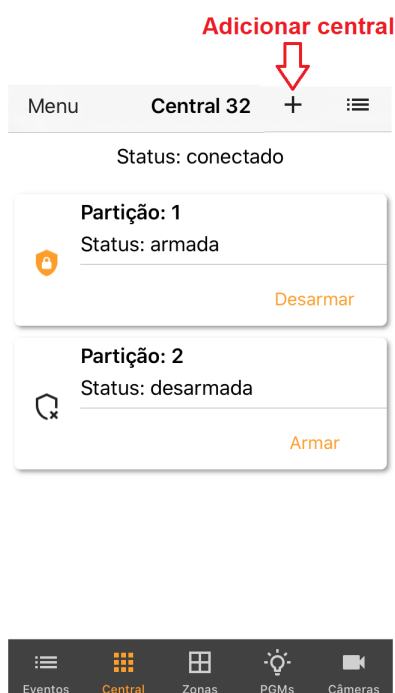 Adicionar central
Menu Central 32
Status: conectado
Partição: 1
Status: armada
Desarmar
Partição: 2
Status: desarmada
Armar
Eventos Central Zonas PGMs Câmeras